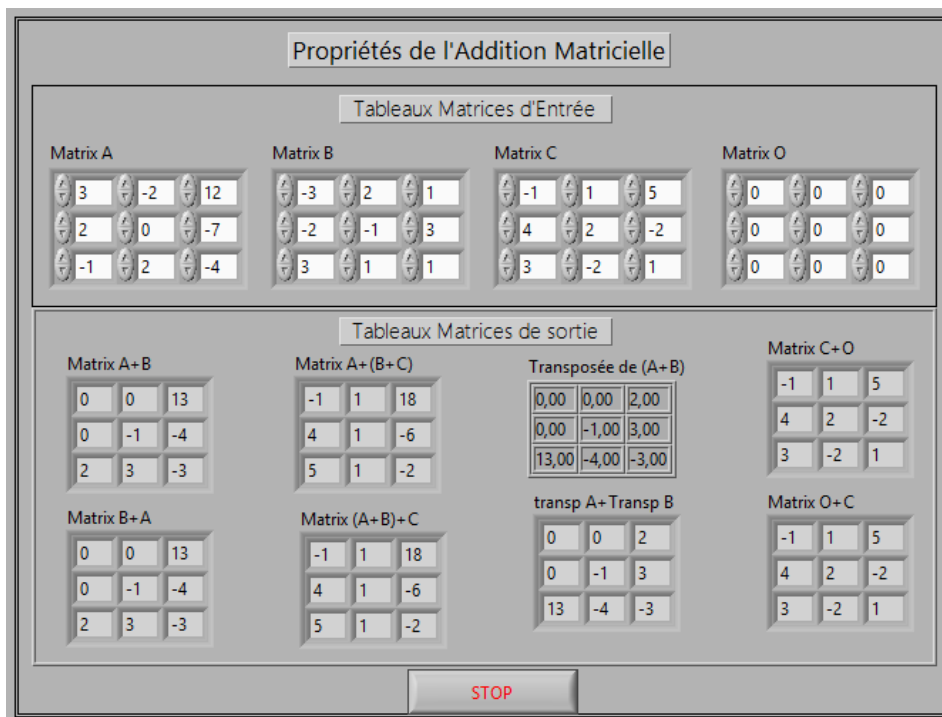 Propriétés de l'Addition Matricielle
Tableaux Matrices d'Entrée
Matrix A Matrix B Matrix C Matrix O
3 -2 12 -3 2 1 -1 1 5 0 0 0
2 0 -7 -2 -1 3 4 2 -2 0 0 0
-1 2 -4 3 1 1 3 -2 1 0 0 0
Tableaux Matrices de sortie
Matrix A+B
0 0 13
0 -1 -4
2 3 -3
Matrix A+(B+C)
-1 1 18
4 1 -6
5 1 -2
Transposée de (A+B)
0,00 0,00 2,00
0,00 -1,00 3,00
13,00 -4,00 -3,00
Matrix C+O
-1 1 5
4 2 -2
3 -2 1
Matrix B+A
0 0 13
0 -1 -4
2 3 -3
Matrix (A+B)+C
-1 1 18
4 1 -6
5 1 -2
transp A+Transp B
0 0 2
0 -1 3
13 -4 -3
Matrix O+C
-1 1 5
4 2 -2
3 -2 1
STOP